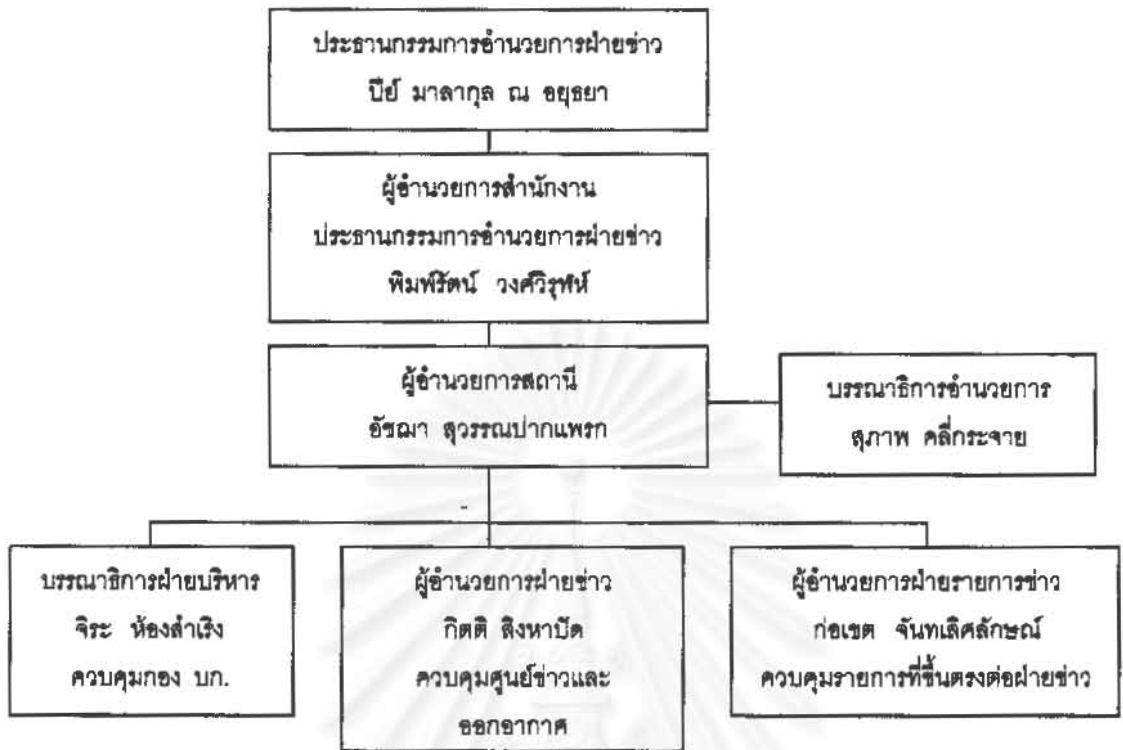 ประธานกรรมการอำนวยการฝ่ายข่าว
ปีย์ มาลากุล ณ อยุธยา
ผู้อำนวยการสำนักงาน
ประธานกรรมการอำนวยการฝ่ายข่าว
พิมพ์รัตน์ วงศ์วิรุฬห์
ผู้อำนวยการสถานี
อัชฌา สุวรรณปากแพรก
บรรณาธิการอำนวยการ
สุภาพ คลี่กระจาย
บรรณาธิการฝ่ายบริหาร
จิระ ห้องสำเริง
ควบคุมกอง บก.
ผู้อำนวยการฝ่ายข่าว
กิตติ สิงหาปัด
ควบคุมศูนย์ข่าวและ
ออกอากาศ
ผู้อำนวยการฝ่ายรายการข่าว
ก่อเขต จันทเลิศลักษณ์
ควบคุมรายการที่ขึ้นตรงต่อฝ่ายข่าว